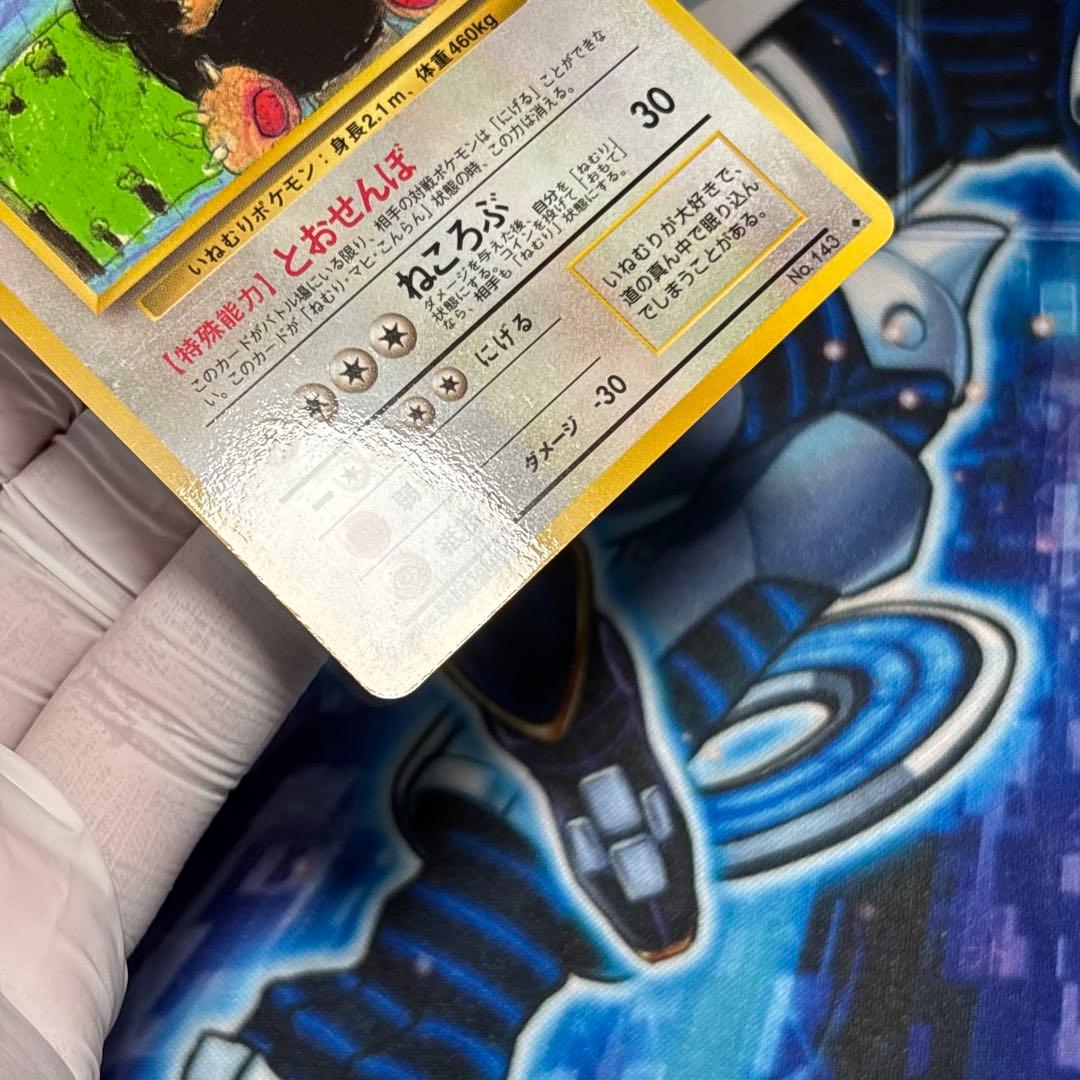 いねむりポケモン：身長2.1m、体重460kg
【特殊能力】とおせんぼ
このカードがバトル場にいる限り、相手の対戦ポケモンは「にげる」ことができな
い。このカードが「ねむり・マヒ・こんらん」状態の時、この力は消える。
ねころぶ 30
ダメージを与えた後、自分を「ねむり」
状態にする。コインを投げて「おもて」
なら、相手も「ねむり」状態にする。
にげる
ダメージ -30
いねむりが大好きで、
道の真ん中で眠り込ん
でしまうことがある。
No.143